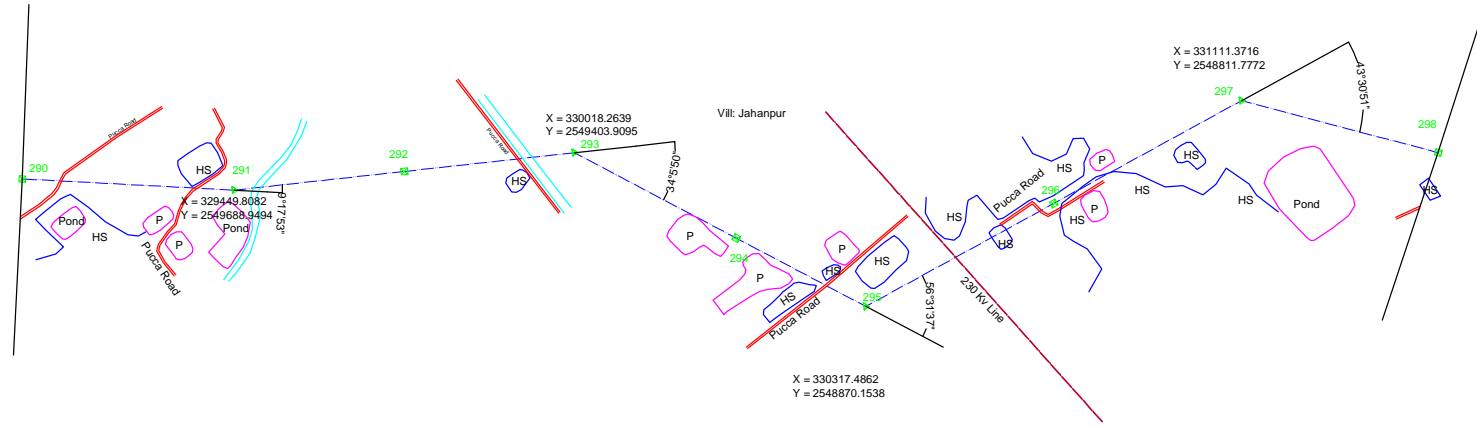 290
Pucca Road
Pond
HS
P
P
Pucca Road
HS
291
X = 329449.8082
Y = 2549688.9494
Pond
9°17'53"
292
Pucca Road
HS
X = 330018.2639
Y = 2549403.9095
293
34°5'50"
Vill: Jahanpur
P
294
P
HS
HS
P
Pucca Road
HS
295
X = 330317.4862
Y = 2548870.1538
56°31'37"
230 Kv Line
HS
HS
Pucca Road
HS
296
P
P
HS
HS
HS
HS
X = 331111.3716
Y = 2548811.7772
297
43°30'51"
Pond
298
HS